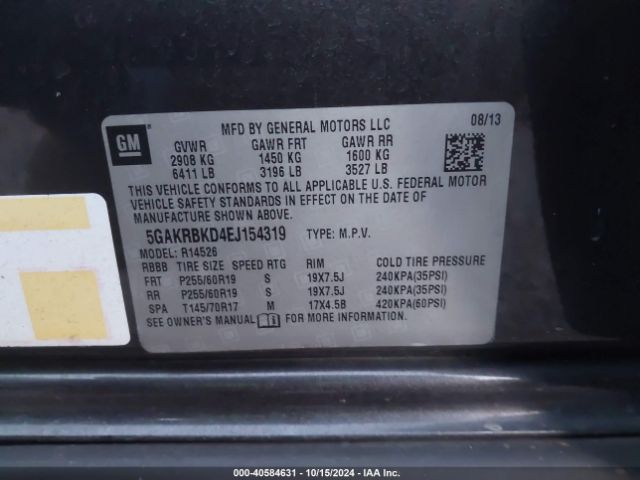 GM
MFD BY GENERAL MOTORS LLC
08/13
GVWR GAWR FRT GAWR RR
2908 KG 1450 KG 1600 KG
6411 LB 3196 LB 3527 LB
THIS VEHICLE CONFORMS TO ALL APPLICABLE U.S. FEDERAL MOTOR
VEHICLE SAFETY STANDARDS IN EFFECT ON THE DATE OF
MANUFACTURE SHOWN ABOVE.
5GAKRBKD4EJ154319 TYPE: M.P.V.
MODEL: R14526
RBBB TIRE SIZE SPEED RTG RIM COLD TIRE PRESSURE
FRT P255/60R19 S 19X7.5J 240KPA(35PSI)
RR P255/60R19 S 19X7.5J 240KPA(35PSI)
SPA T145/70R17 M 17X4.5B 420KPA(60PSI)
SEE OWNER'S MANUAL FOR MORE INFORMATION.
000-40584631 - 10/15/2024 - IAAI.COM